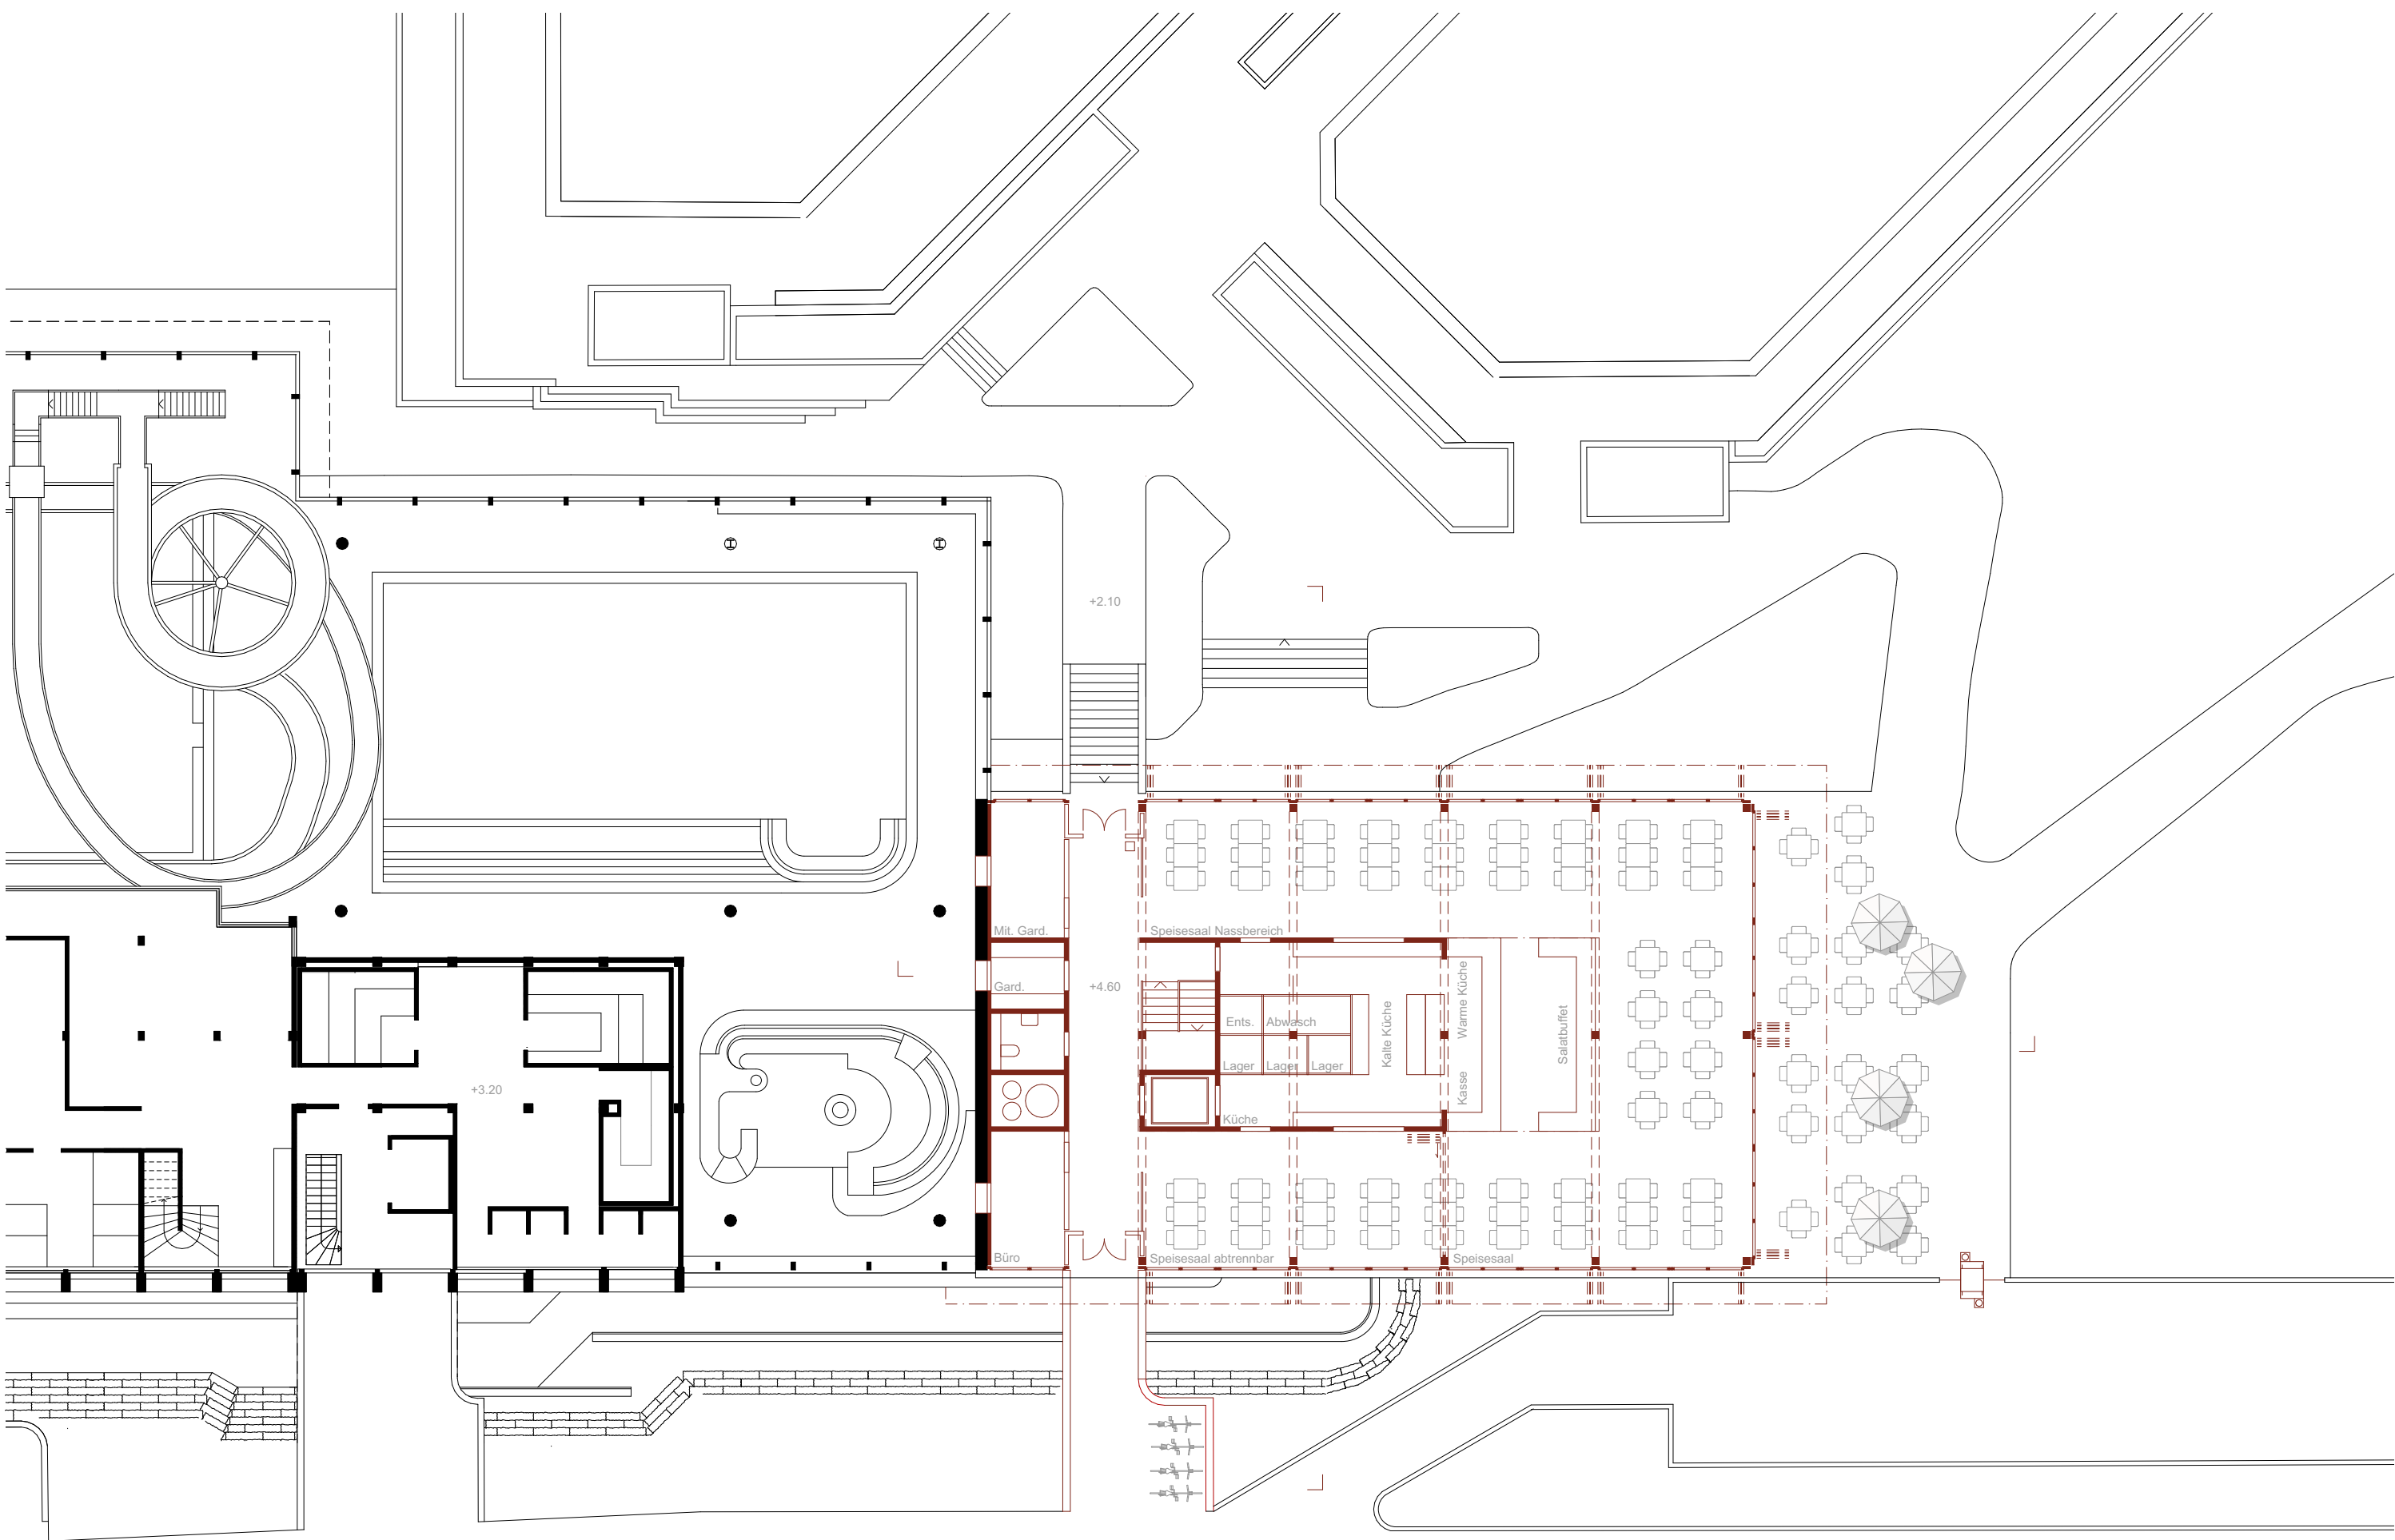 +2.10
Mit. Gard.
Speisesaal Nassbereich
Gard.
+4.60
Ents.
Abwasch
Kalte Küche
Warme Küche
Salatbuffet
Lager
Lager
Lager
Kasse
+3.20
Küche
Büro
Speisesaal abtrennbar
Speisesaal